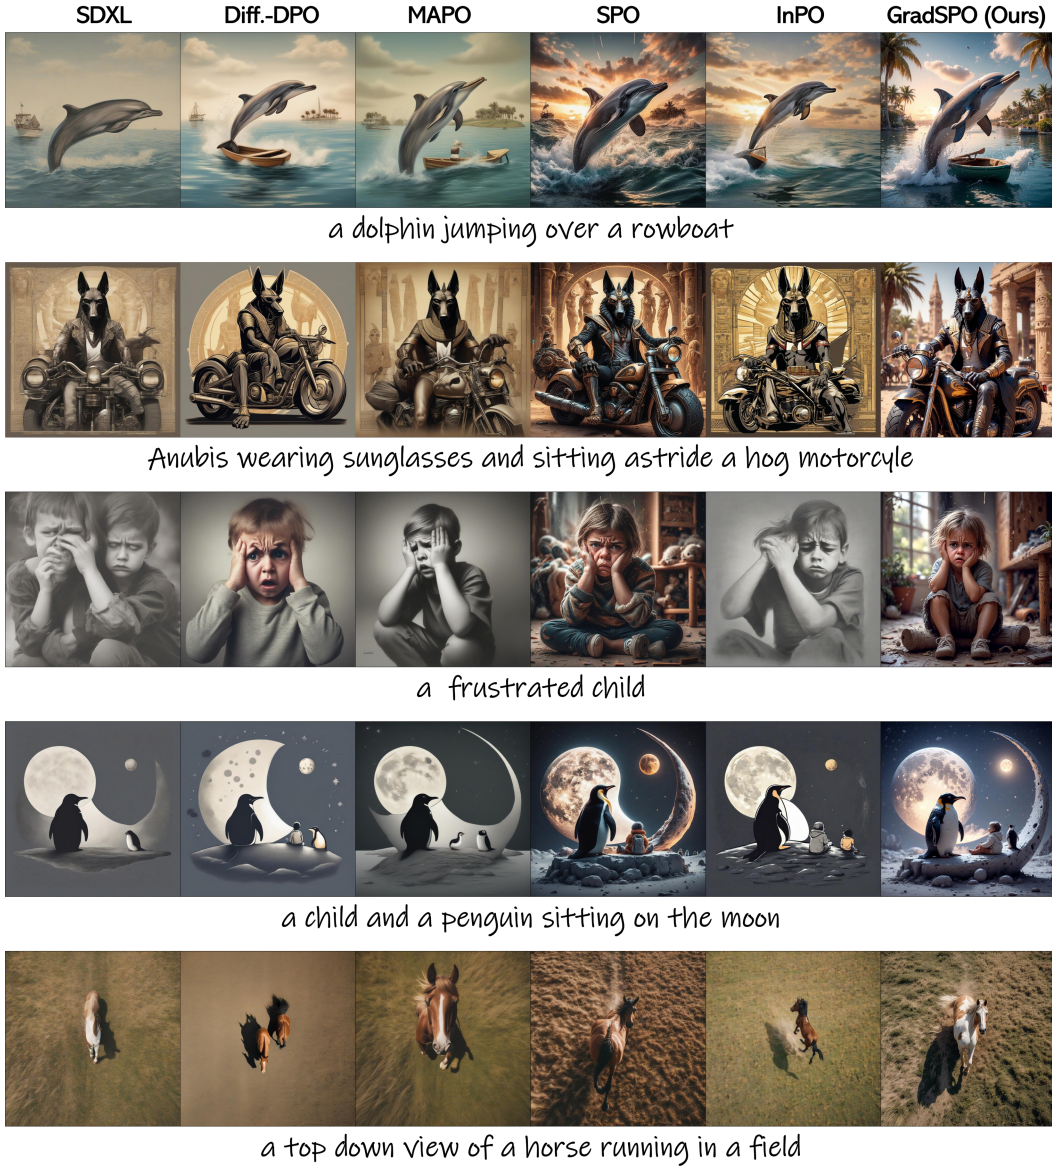 SDXL Diff.-DPO MAPO SPO InPO GradSPO (Ours)
a dolphin jumping over a rowboat
Anubis wearing sunglasses and sitting astride a hog motorcyle
a frustrated child
a child and a penguin sitting on the moon
a top down view of a horse running in a field